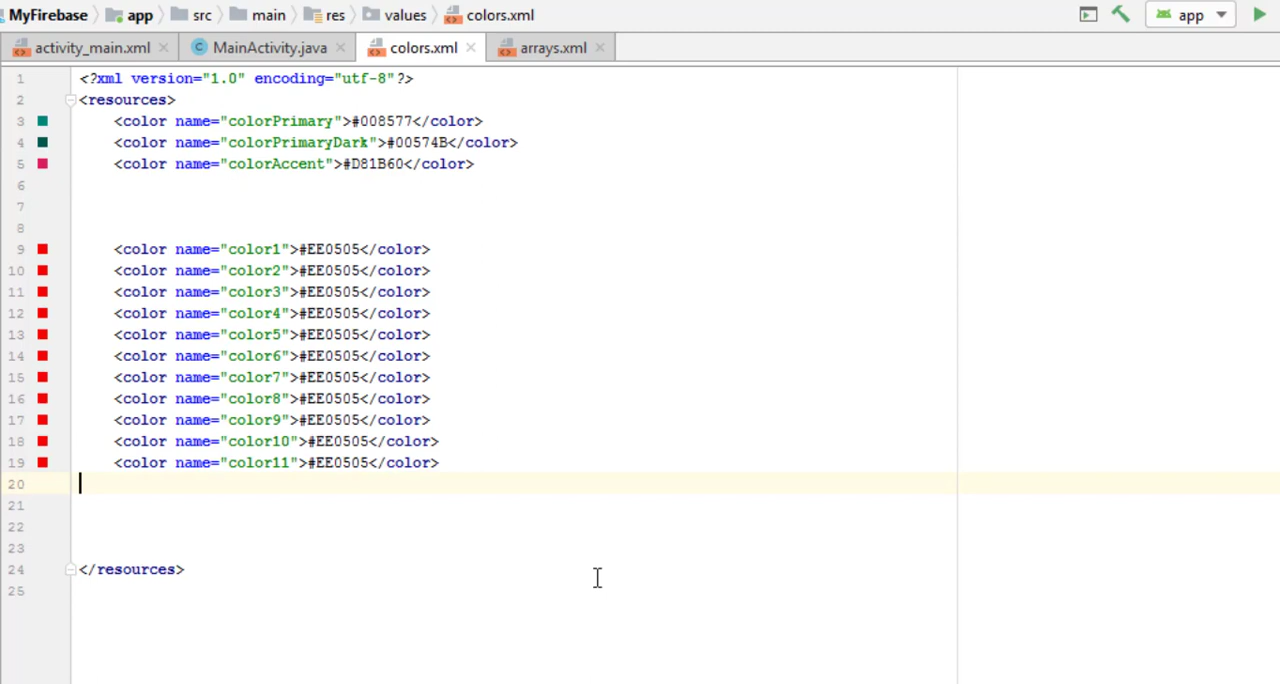 MyFirebase app src main res values colors.xml app
activity_main.xml MainActivity.java colors.xml arrays.xml
1 <?xml version="1.0" encoding="utf-8"?>
2 <resources>
3 <color name="colorPrimary">#008577</color>
4 <color name="colorPrimaryDark">#00574B</color>
5 <color name="colorAccent">#D81B60</color>
6
7
8
9 <color name="color1">#EE0505</color>
10 <color name="color2">#EE0505</color>
11 <color name="color3">#EE0505</color>
12 <color name="color4">#EE0505</color>
13 <color name="color5">#EE0505</color>
14 <color name="color6">#EE0505</color>
15 <color name="color7">#EE0505</color>
16 <color name="color8">#EE0505</color>
17 <color name="color9">#EE0505</color>
18 <color name="color10">#EE0505</color>
19 <color name="color11">#EE0505</color>
20
21
22
23
24 </resources>
25